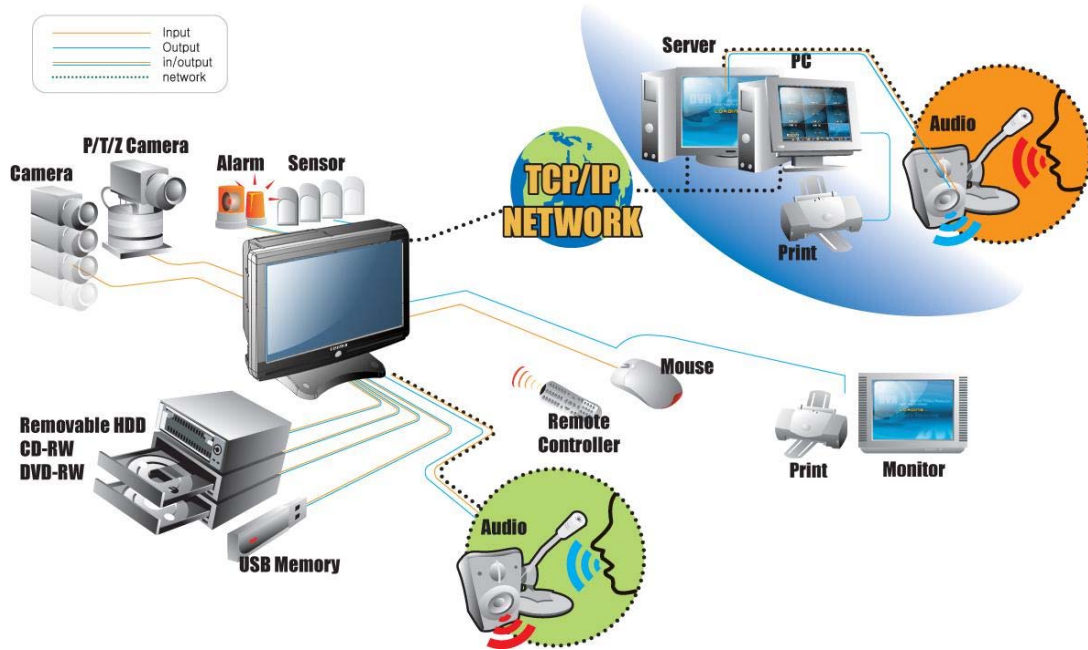 Input
Output
in/output
network
Server
PC
Audio
P/T/Z Camera
Camera
Alarm
Sensor
TCP/IP
NETWORK
Print
Mouse
Remote
Controller
Removable HDD
CD-RW
DVD-RW
USB Memory
Audio
Print
Monitor